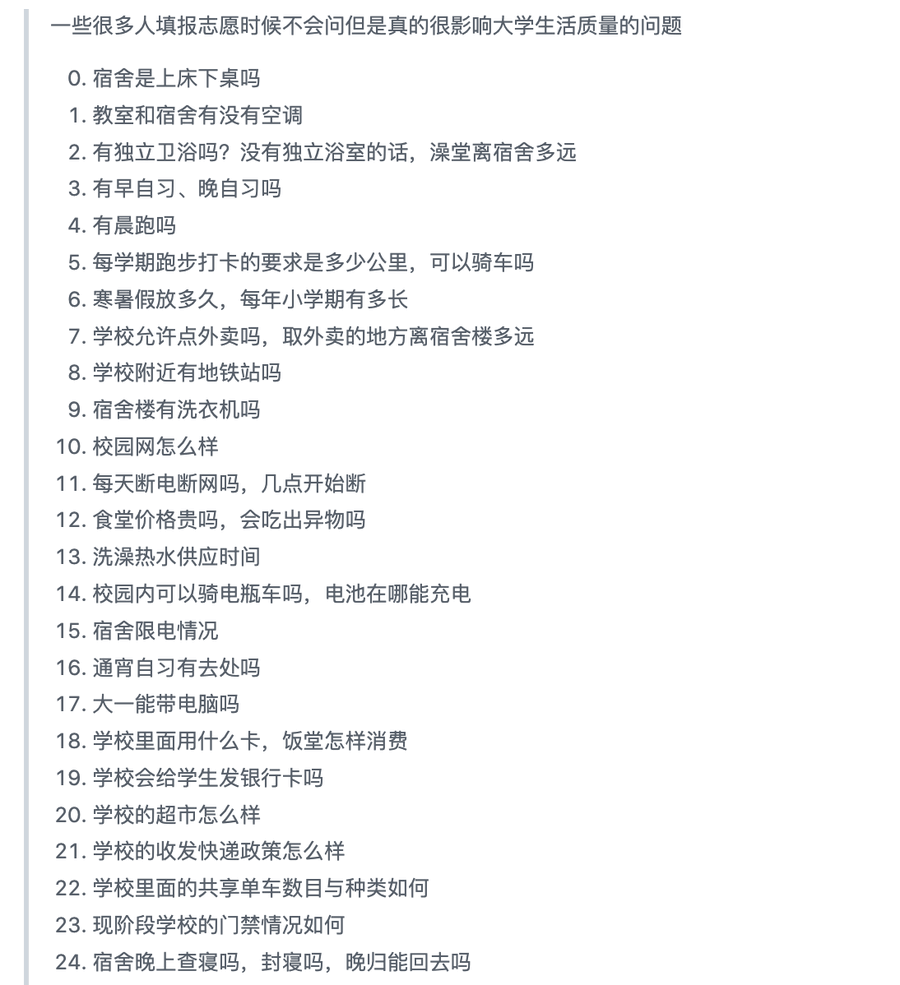 一些很多人填报志愿时候不会问但是真的很影响大学生活质量的问题
0. 宿舍是上床下桌吗
1. 教室和宿舍有没有空调
2. 有独立卫浴吗？没有独立浴室的话，澡堂离宿舍多远
3. 有早自习、晚自习吗
4. 有晨跑吗
5. 每学期跑步打卡的要求是多少公里，可以骑车吗
6. 寒暑假放多久，每年小学期有多长
7. 学校允许点外卖吗，取外卖的地方离宿舍楼多远
8. 学校附近有地铁站吗
9. 宿舍楼有洗衣机吗
10. 校园网怎么样
11. 每天断电断网吗，几点开始断
12. 食堂价格贵吗，会吃出异物吗
13. 洗澡热水供应时间
14. 校园内可以骑电瓶车吗，电池在哪能充电
15. 宿舍限电情况
16. 通宵自习有去处吗
17. 大一能带电脑吗
18. 学校里面用什么卡，饭堂怎样消费
19. 学校会给学生发银行卡吗
20. 学校的超市怎么样
21. 学校的收发快递政策怎么样
22. 学校里面的共享单车数目与种类如何
23. 现阶段学校的门禁情况如何
24. 宿舍晚上查寝吗，封寝吗，晚归能回去吗